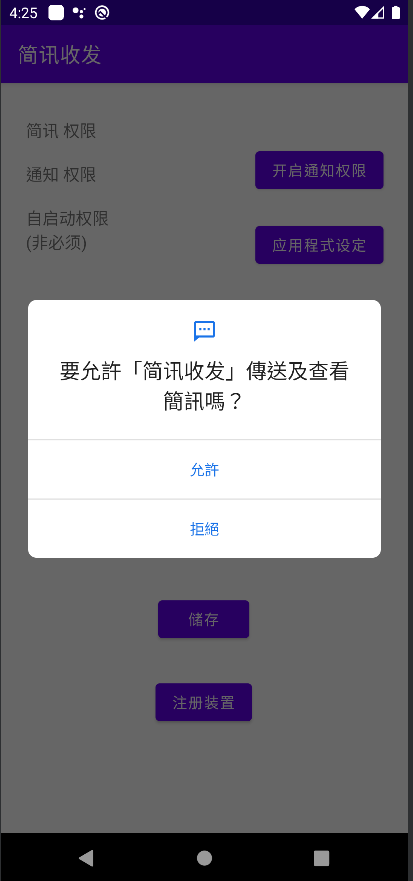 4:25
简讯收发
简讯 权限
通知 权限
开启通知权限
自启动权限
(非必须)
应用程式设定
要允許「简讯收发」傳送及查看
簡訊嗎？
允許
拒絕
储存
注册装置